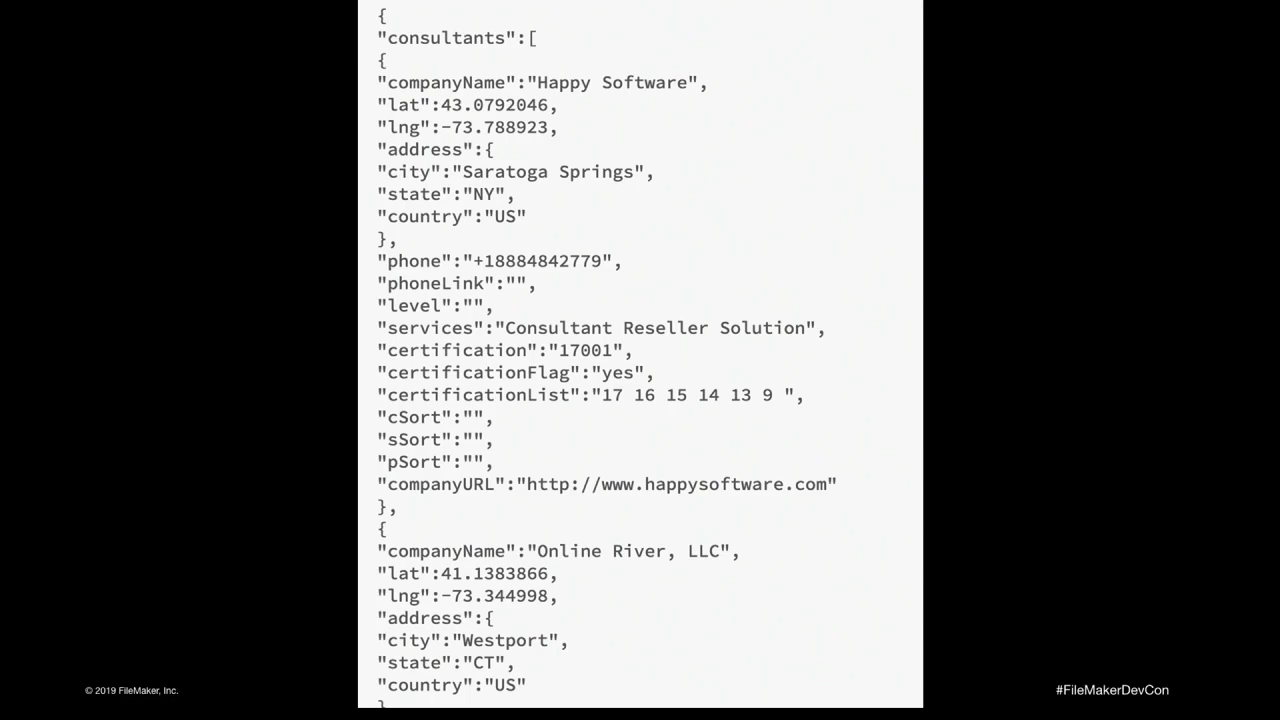 {
"consultants":[
{
"companyName":"Happy Software",
"lat":43.0792046,
"lng":-73.788923,
"address":{
"city":"Saratoga Springs",
"state":"NY",
"country":"US"
},
"phone":"+18884842779",
"phoneLink":"",
"level":"",
"services":"Consultant Reseller Solution",
"certification":"17001",
"certificationFlag":"yes",
"certificationList":"17 16 15 14 13 9 ",
"cSort":"",
"sSort":"",
"pSort":"",
"companyURL":"http://www.happysoftware.com"
},
{
"companyName":"Online River, LLC",
"lat":41.1383866,
"lng":-73.344998,
"address":{
"city":"Westport",
"state":"CT",
"country":"US"
}
© 2019 FileMaker, Inc.
#FileMakerDevCon